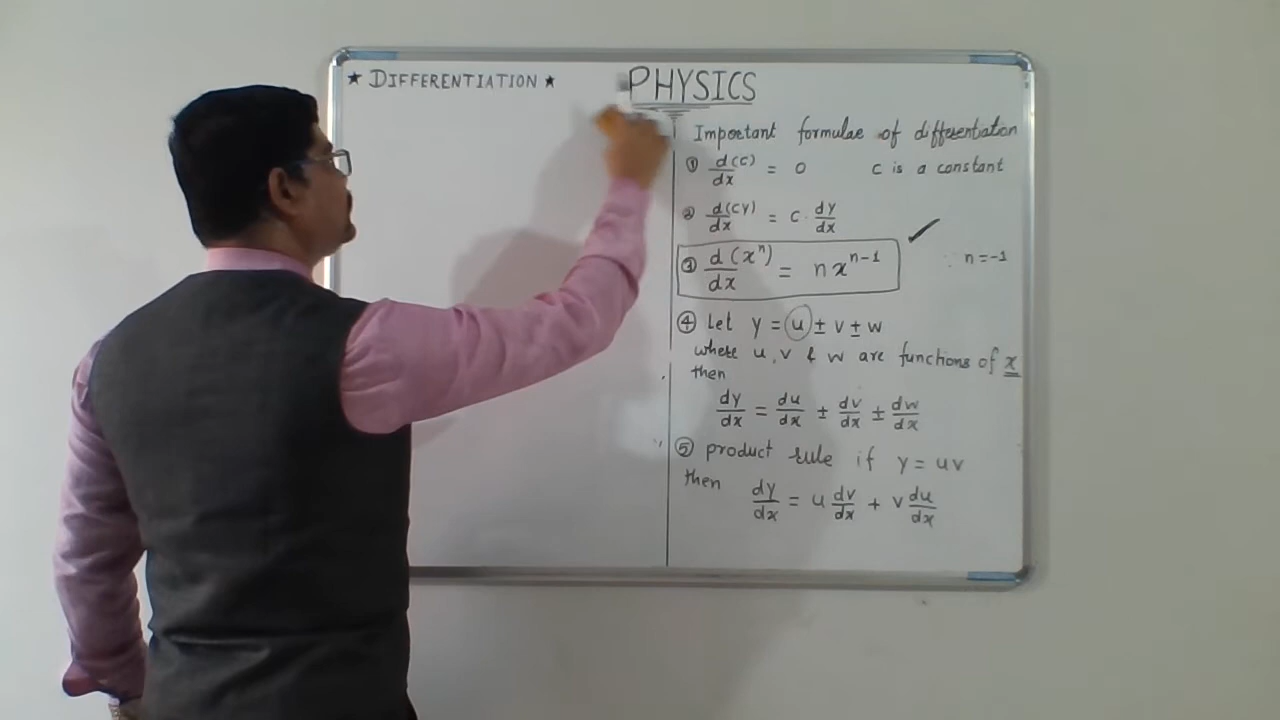 ★ DIFFERENTIATION ★
PHYSICS
Important formulae of differentiation
① d(c)/dx = 0 c is a constant
② d(cy)/dx = c · dy/dx
③ d(xⁿ)/dx = nxⁿ⁻¹ ✓ n = -1
④ Let y = u ± v ± w
where u, v & w are functions of x
then
dy/dx = du/dx ± dv/dx ± dw/dx
⑤ product rule if y = uv
then dy/dx = u dv/dx + v du/dx